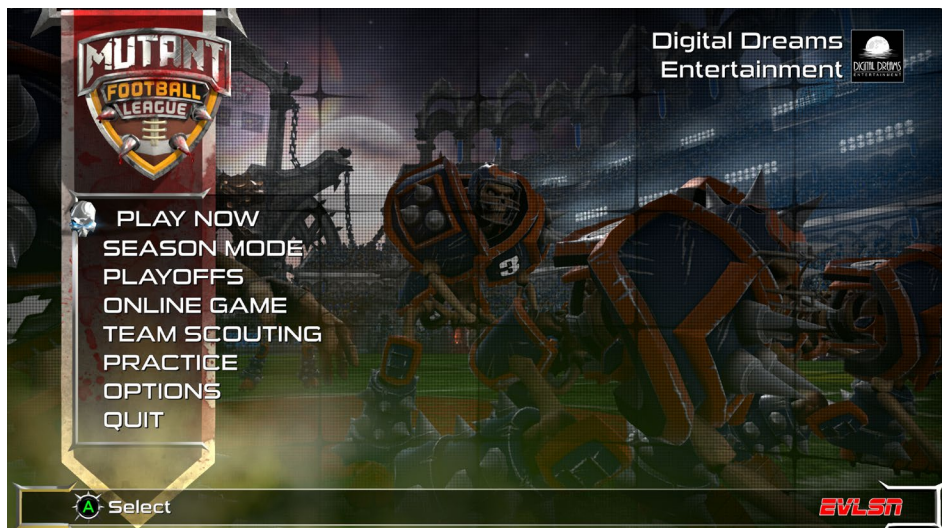 MUTANT
FOOTBALL
LEAGUE
Digital Dreams
Entertainment
DIGITAL DREAMS
ENTERTAINMENT
PLAY NOW
SEASON MODE
PLAYOFFS
ONLINE GAME
TEAM SCOUTING
PRACTICE
OPTIONS
QUIT
3
A Select
EVLSN